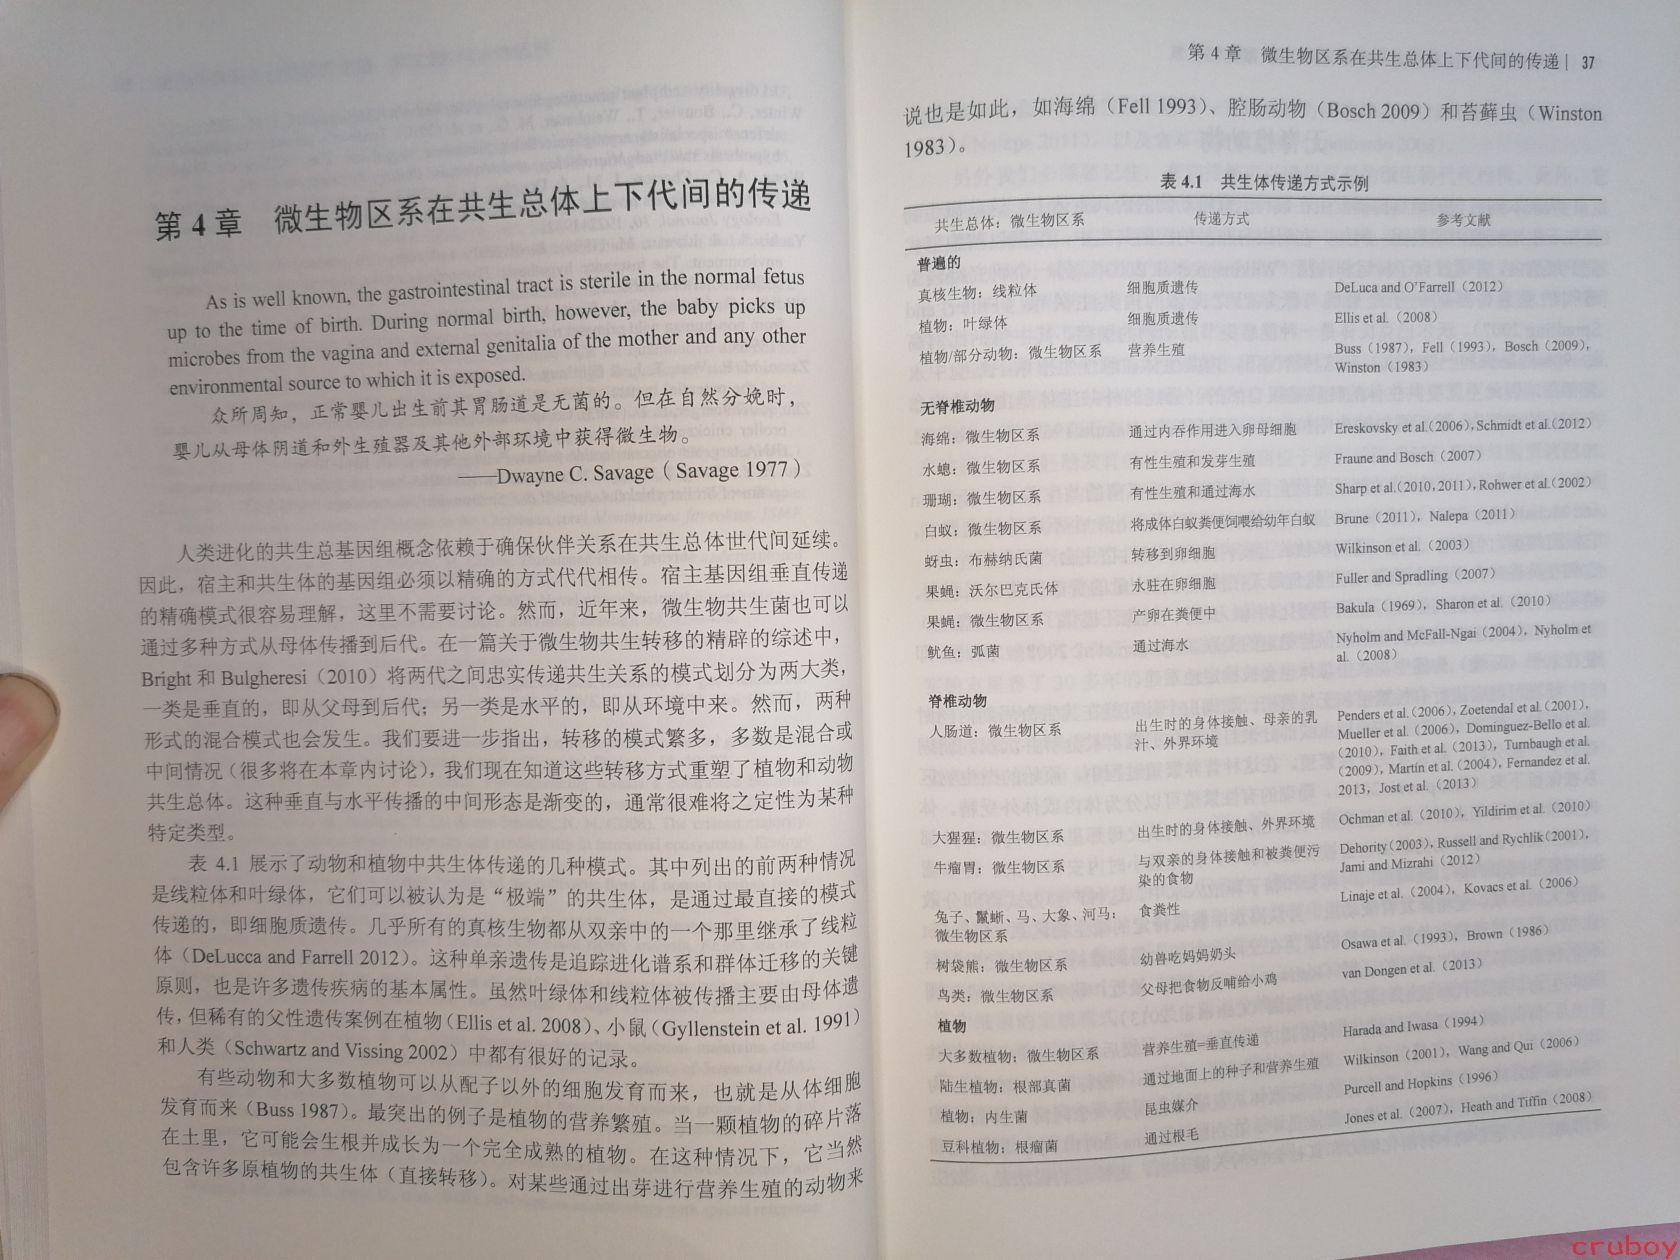 第 4 章　微生物区系在共生总体上下代间的传递
As is well known, the gastrointestinal tract is sterile in the normal fetus
up to the time of birth. During normal birth, however, the baby picks up
microbes from the vagina and external genitalia of the mother and any other
environmental source to which it is exposed.
众所周知，正常婴儿出生前其胃肠道是无菌的。但在自然分娩时，
婴儿从母体阴道和外生殖器及其他外部环境中获得微生物。
——Dwayne C. Savage（Savage 1977）
人类进化的共生总基因组概念依赖于确保伙伴关系在共生总体世代间延续。
因此，宿主和共生体的基因组必须以精确的方式代代相传。宿主基因组垂直传递
的精确模式很容易理解，这里不需要讨论。然而，近年来，微生物共生菌也可以
通过多种方式从母体传播到后代。在一篇关于微生物共生转移的精辟的综述中，
Bright 和 Bulgheresi（2010）将两代之间忠实传递共生关系的模式划分为两大类，
一类是垂直的，即从父母到后代；另一类是水平的，即从环境中来。然而，两种
形式的混合模式也会发生。我们要进一步指出，转移的模式繁多，多数是混合或
中间情况（很多将在本章内讨论），我们现在知道这些转移方式重塑了植物和动物
共生总体。这种垂直与水平传播的中间形态是渐变的，通常很难将之定性为某种
特定类型。
表 4.1 展示了动物和植物中共生体传递的几种模式。其中列出的前两种情况
是线粒体和叶绿体，它们可以被认为是“极端”的共生体，是通过最直接的模式
传递的，即细胞质遗传。几乎所有的真核生物都从双亲中的一个那里继承了线粒
体（DeLucca and Farrell 2012）。这种单亲遗传是追踪进化谱系和群体迁移的关键
原则，也是许多遗传疾病的基本属性。虽然叶绿体和线粒体被传播主要由母体遗
传，但稀有的父性遗传案例在植物（Ellis et al. 2008）、小鼠（Gyllenstein et al. 1991）
和人类（Schwartz and Vissing 2002）中都有很好的记录。
有些动物和大多数植物可以从配子以外的细胞发育而来，也就是从体细胞
发育而来（Buss 1987）。最突出的例子是植物的营养繁殖。当一颗植物的碎片落
在土里，它可能会生根并成长为一个完全成熟的植物。在这种情况下，它当然
包含许多原植物的共生体（直接转移）。对某些通过出芽进行营养生殖的动物来
第 4 章　微生物区系在共生总体上下代间的传递 | 37
说也是如此，如海绵（Fell 1993）、腔肠动物（Bosch 2009）和苔藓虫（Winston
1983）。
表 4.1　共生体传递方式示例
共生总体：微生物区系　传递方式　参考文献
普遍的
真核生物：线粒体　细胞质遗传　DeLuca and O’Farrell（2012）
植物：叶绿体　细胞质遗传　Ellis et al.（2008）
植物/部分动物：微生物区系　营养生殖　Buss（1987），Fell（1993），Bosch（2009），
Winston（1983）
无脊椎动物
海绵：微生物区系　通过内吞作用进入卵母细胞　Ereskovsky et al.（2006），Schmidt et al.（2012）
水螅：微生物区系　有性生殖和发芽生殖　Fraune and Bosch（2007）
珊瑚：微生物区系　有性生殖和通过海水　Sharp et al.（2010, 2011），Rohwer et al.（2002）
白蚁：微生物区系　将成体白蚁粪便饲喂给幼年白蚁　Brune（2011），Nalepa（2011）
蚜虫：布赫纳氏菌　转移到卵细胞　Wilkinson et al.（2003）
果蝇：沃尔巴克氏体　永驻在卵细胞　Fuller and Spradling（2007）
果蝇：微生物区系　产卵在粪便中　Bakula（1969），Sharon et al.（2010）
鱿鱼：弧菌　通过海水　Nyholm and McFall-Ngai（2004），Nyholm et
al.（2008）
脊椎动物
人肠道：微生物区系　出生时的身体接触、母亲的乳　Penders et al.（2006），Zoetendal et al.（2001），
汁、外界环境　Mueller et al.（2006），Dominguez-Bello et al.
（2010），Faith et al.（2013），Turnbaugh et al.
（2009），Martín et al.（2004），Fernandez et al.
2013，Jost et al.（2013）
大猩猩：微生物区系　出生时的身体接触、外界环境　Ochman et al.（2010），Yildirim et al.（2010）
牛瘤胃：微生物区系　与双亲的身体接触和被粪便污　Dehority（2003），Russell and Rychlik（2001），
染的食物　Jami and Mizrahi（2012）
兔子、鬣蜥、马、大象、河马：　食粪性　Linaje et al.（2004），Kovacs et al.（2006）
微生物区系
树袋熊：微生物区系　幼兽吃妈妈奶头　Osawa et al.（1993），Brown（1986）
鸟类：微生物区系　父母把食物反哺给小鸡　van Dongen et al.（2013）
植物
大多数植物：微生物区系　营养生殖=垂直传递　Harada and Iwasa（1994）
陆生植物：根部真菌　通过地面上的种子和营养生殖　Wilkinson（2001），Wang and Qui（2006）
植物：内生菌　昆虫媒介　Purcell and Hopkins（1996）
豆科植物：根瘤菌　通过根毛　Jones et al.（2007），Heath and Tiffin（2008）
cruboy